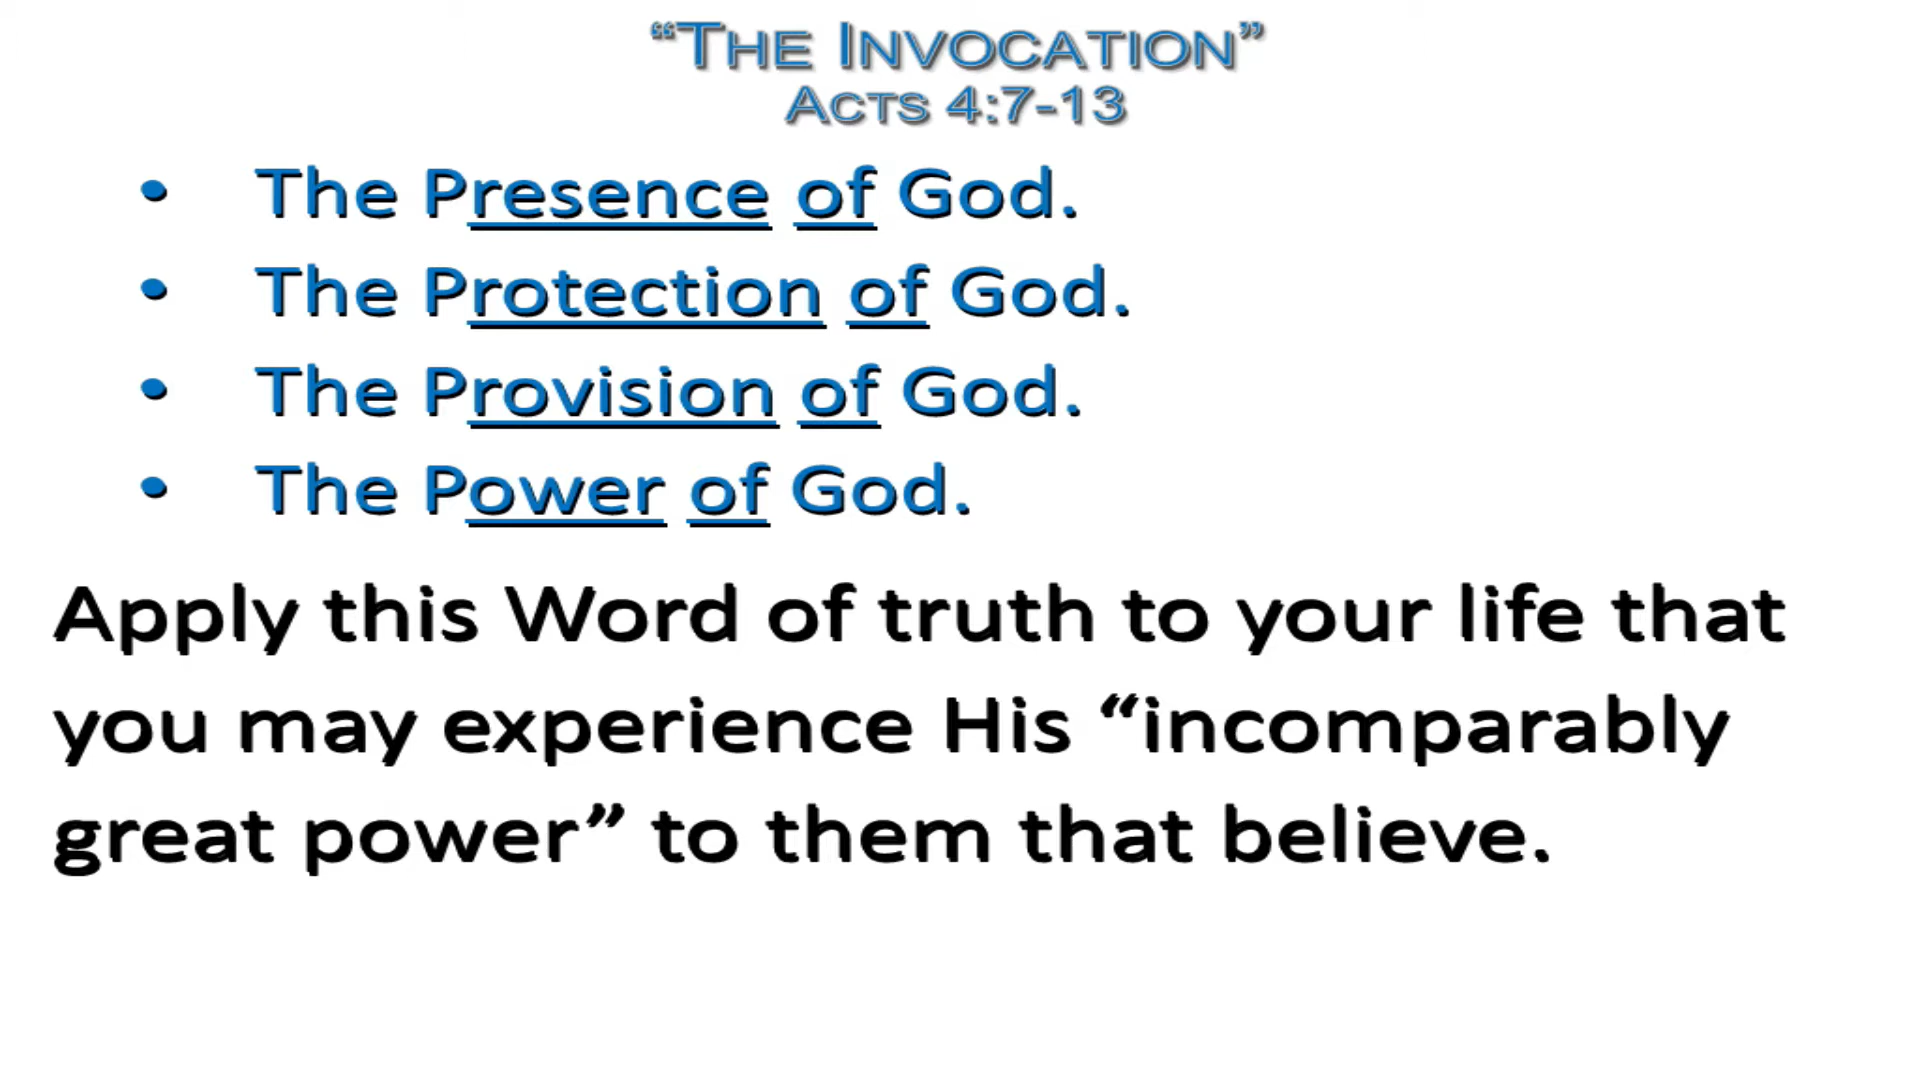 “THE INVOCATION”
ACTS 4:7-13
• The Presence of God.
• The Protection of God.
• The Provision of God.
• The Power of God.
Apply this Word of truth to your life that
you may experience His “incomparably
great power” to them that believe.